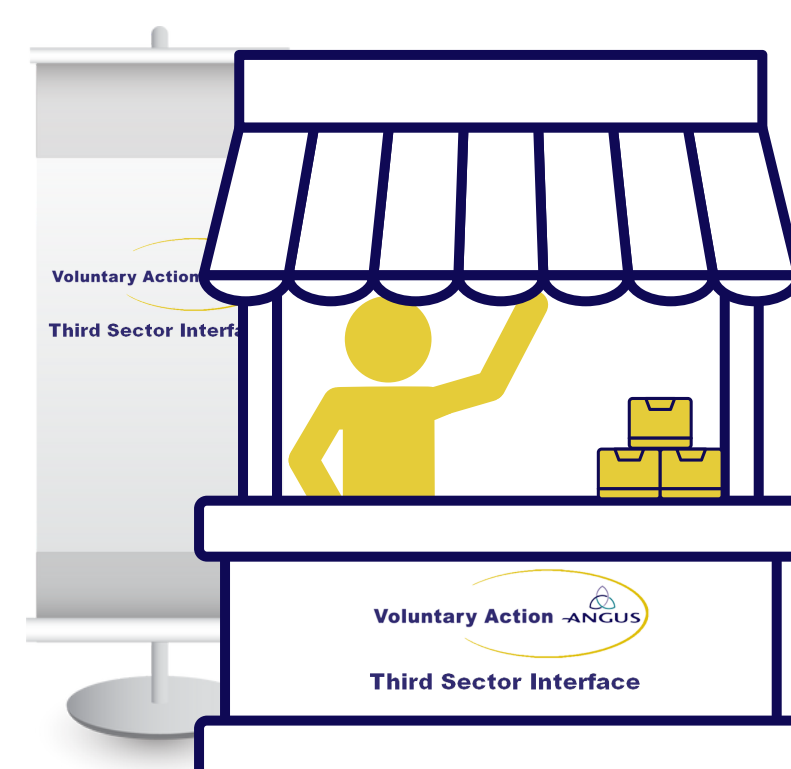 Voluntary Action
Third Sector Interfa
Voluntary Action ANGUS
Third Sector Interface